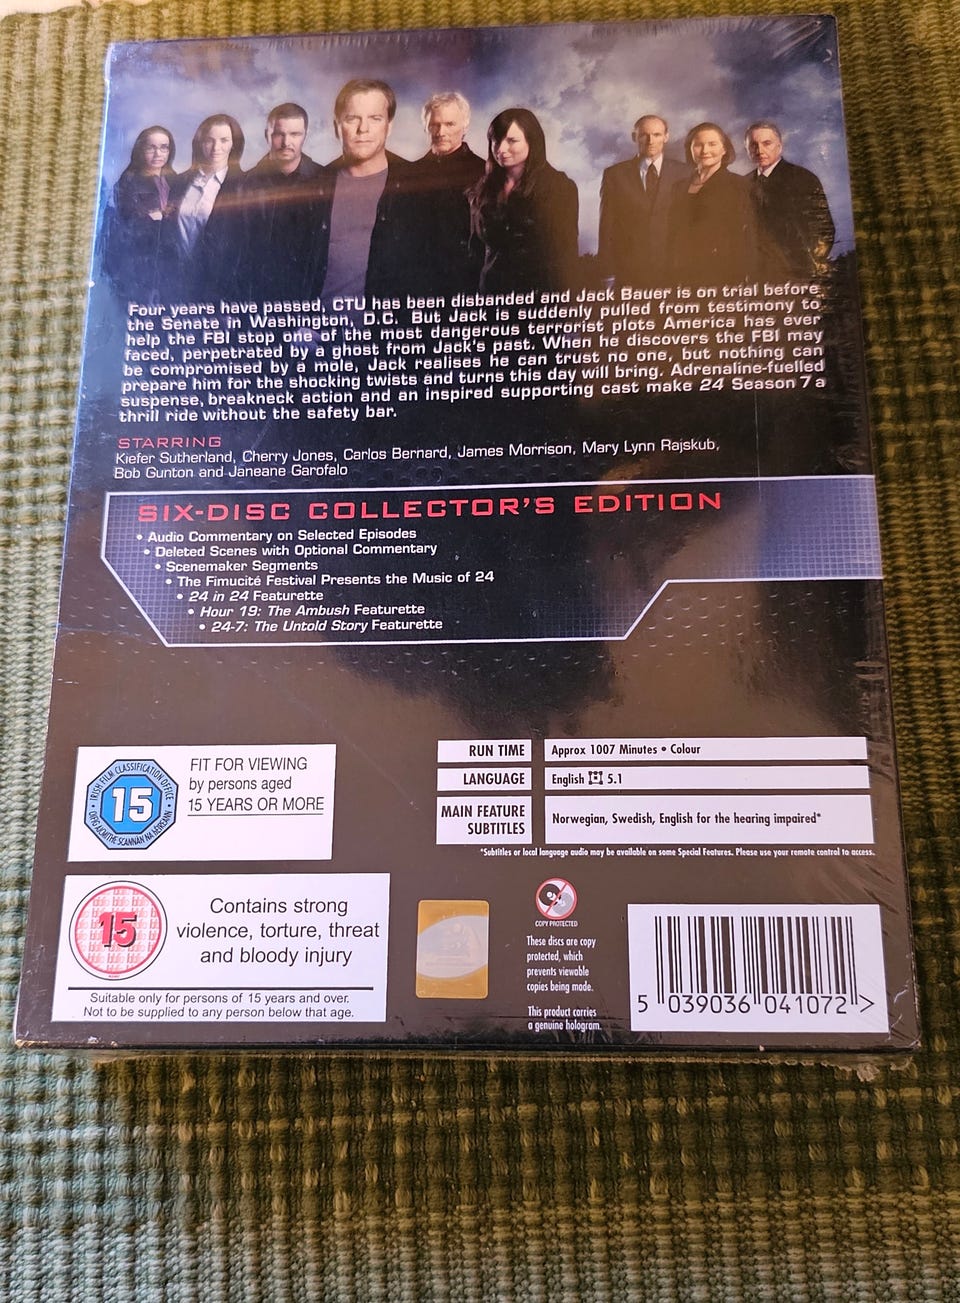 Four years have passed, CTU has been disbanded and Jack Bauer is on trial before
the Senate in Washington, D.C. But Jack is suddenly pulled from testimony to
help the FBI stop one of the most dangerous terrorist plots America has ever
faced, perpetrated by a ghost from Jack's past. When he discovers the FBI may
be compromised by a mole, Jack realises he can trust no one, but nothing can
prepare him for the shocking twists and turns this day will bring. Adrenaline-fuelled
suspense, breakneck action and an inspired supporting cast make 24 Season 7 a
thrill ride without the safety bar.
STARRING
Kiefer Sutherland, Cherry Jones, Carlos Bernard, James Morrison, Mary Lynn Rajskub,
Bob Gunton and Janeane Garofalo
SIX-DISC COLLECTOR'S EDITION
• Audio Commentary on Selected Episodes
• Deleted Scenes with Optional Commentary
• Scenemaker Segments
• The Fimucité Festival Presents the Music of 24
• 24 in 24 Featurette
• Hour 19: The Ambush Featurette
• 24-7: The Untold Story Featurette
IRISH FILM CLASSIFICATION OFFICE
15
FIT FOR VIEWING
by persons aged
15 YEARS OR MORE
RUN TIME
Approx 1007 Minutes • Colour
LANGUAGE
English 5.1
MAIN FEATURE
SUBTITLES
Norwegian, Swedish, English for the hearing impaired*
*Subtitles or local language audio may be available on some Special Features. Please use your remote control to access.
15
Contains strong
violence, torture, threat
and bloody injury
Suitable only for persons of 15 years and over.
Not to be supplied to any person below that age.
COPY PROTECTED
These discs are copy
protected, which
prevents viewable
copies being made.
This product carries
a genuine hologram.
5 039036 041072 >